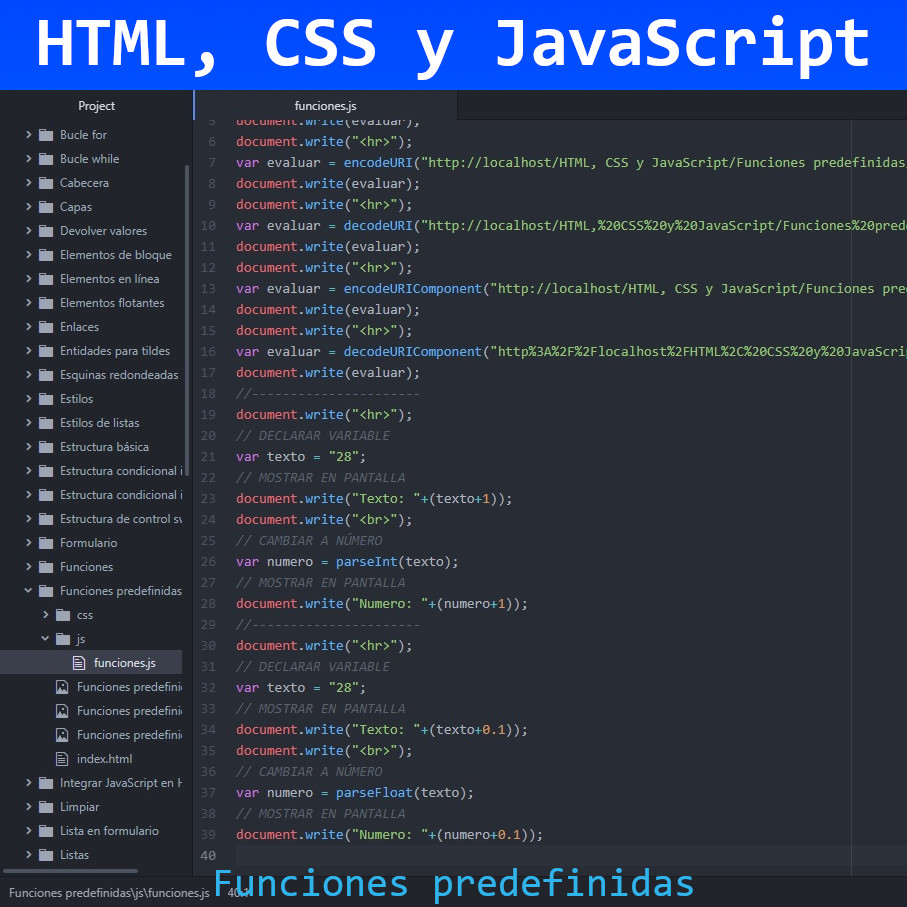 HTML, CSS y JavaScript
Project
Bucle for
Bucle while
Cabecera
Capas
Devolver valores
Elementos de bloque
Elementos en línea
Elementos flotantes
Enlaces
Entidades para tildes
Esquinas redondeadas
Estilos
Estilos de listas
Estructura básica
Estructura condicional i
Estructura condicional i
Estructura de control sw
Formulario
Funciones
Funciones predefinidas
css
js
funciones.js
Funciones predefini
Funciones predefini
Funciones predefini
index.html
Integrar JavaScript en H
Limpiar
Lista en formulario
Listas
funciones.js
5 document.write(evaluar);
6 document.write("<hr>");
7 var evaluar = encodeURI("http://localhost/HTML, CSS y JavaScript/Funciones predefinidas
8 document.write(evaluar);
9 document.write("<hr>");
10 var evaluar = decodeURI("http://localhost/HTML,%20CSS%20y%20JavaScript/Funciones%20pred
11 document.write(evaluar);
12 document.write("<hr>");
13 var evaluar = encodeURIComponent("http://localhost/HTML, CSS y JavaScript/Funciones pre
14 document.write(evaluar);
15 document.write("<hr>");
16 var evaluar = decodeURIComponent("http%3A%2F%2Flocalhost%2FHTML%2C%20CSS%20y%20JavaScri
17 document.write(evaluar);
18 //----------------------
19 document.write("<hr>");
20 // DECLARAR VARIABLE
21 var texto = "28";
22 // MOSTRAR EN PANTALLA
23 document.write("Texto: "+(texto+1));
24 document.write("<br>");
25 // CAMBIAR A NÚMERO
26 var numero = parseInt(texto);
27 // MOSTRAR EN PANTALLA
28 document.write("Numero: "+(numero+1));
29 //----------------------
30 document.write("<hr>");
31 // DECLARAR VARIABLE
32 var texto = "28";
33 // MOSTRAR EN PANTALLA
34 document.write("Texto: "+(texto+0.1));
35 document.write("<br>");
36 // CAMBIAR A NÚMERO
37 var numero = parseFloat(texto);
38 // MOSTRAR EN PANTALLA
39 document.write("Numero: "+(numero+0.1));
40
Funciones predefinidas\js\funciones.js 40:1
Funciones predefinidas